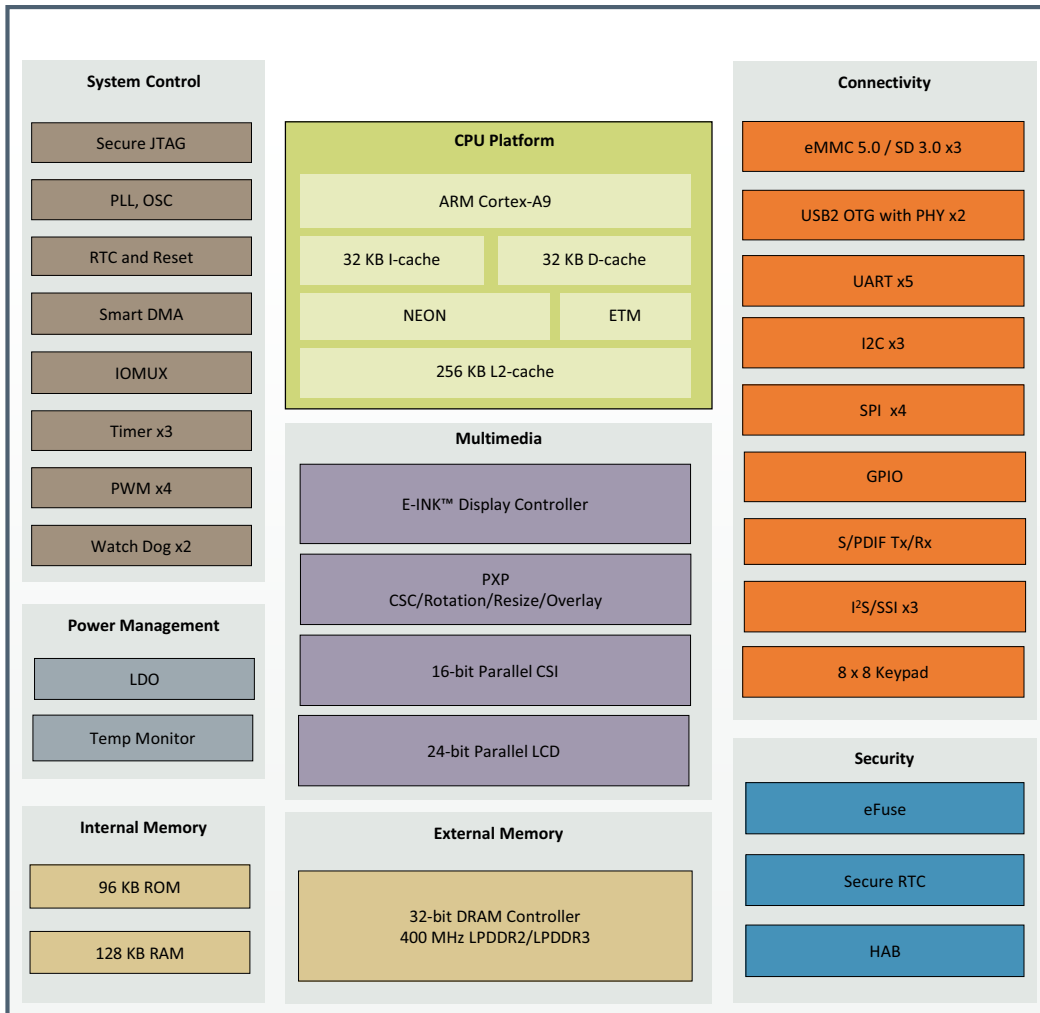 System Control
Secure JTAG
PLL, OSC
RTC and Reset
Smart DMA
IOMUX
Timer x3
PWM x4
Watch Dog x2
Power Management
LDO
Temp Monitor
Internal Memory
96 KB ROM
128 KB RAM
CPU Platform
ARM Cortex-A9
32 KB I-cache
32 KB D-cache
NEON
ETM
256 KB L2-cache
Multimedia
E-INK™ Display Controller
PXP
CSC/Rotation/Resize/Overlay
16-bit Parallel CSI
24-bit Parallel LCD
External Memory
32-bit DRAM Controller
400 MHz LPDDR2/LPDDR3
Connectivity
eMMC 5.0 / SD 3.0 x3
USB2 OTG with PHY x2
UART x5
I2C x3
SPI x4
GPIO
S/PDIF Tx/Rx
I²S/SSI x3
8 x 8 Keypad
Security
eFuse
Secure RTC
HAB